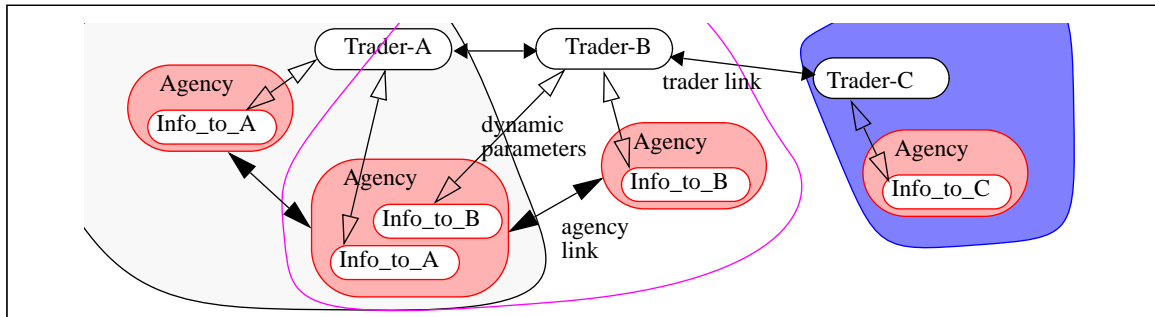 Trader-A
Trader-B
trader link
Trader-C
Agency
Info_to_A
dynamic
parameters
Agency
Info_to_B
Agency
Info_to_C
Agency
Info_to_B
Info_to_A
agency
link